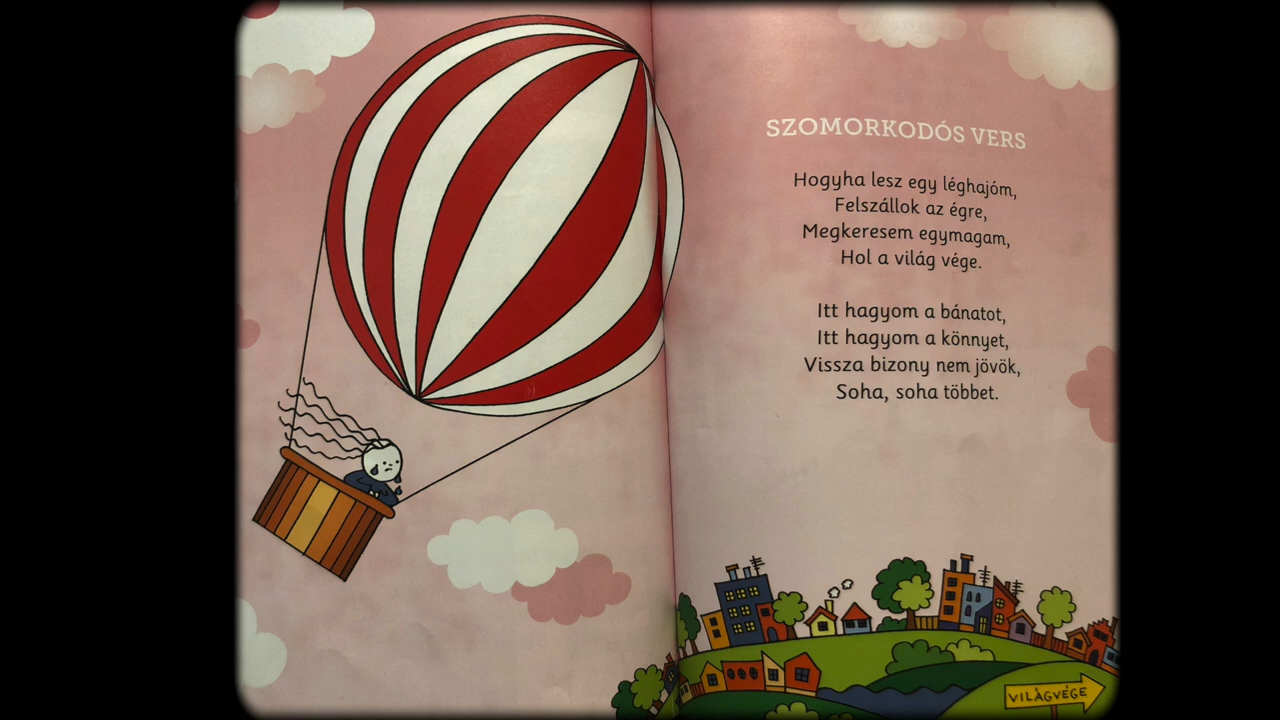 SZOMORKODÓS VERS
Hogyha lesz egy léghajóm,
Felszállok az égre,
Megkeresem egymagam,
Hol a világ vége.
Itt hagyom a bánatot,
Itt hagyom a könnyet,
Vissza bizony nem jövök,
Soha, soha többet.
VILÁGVÉGE